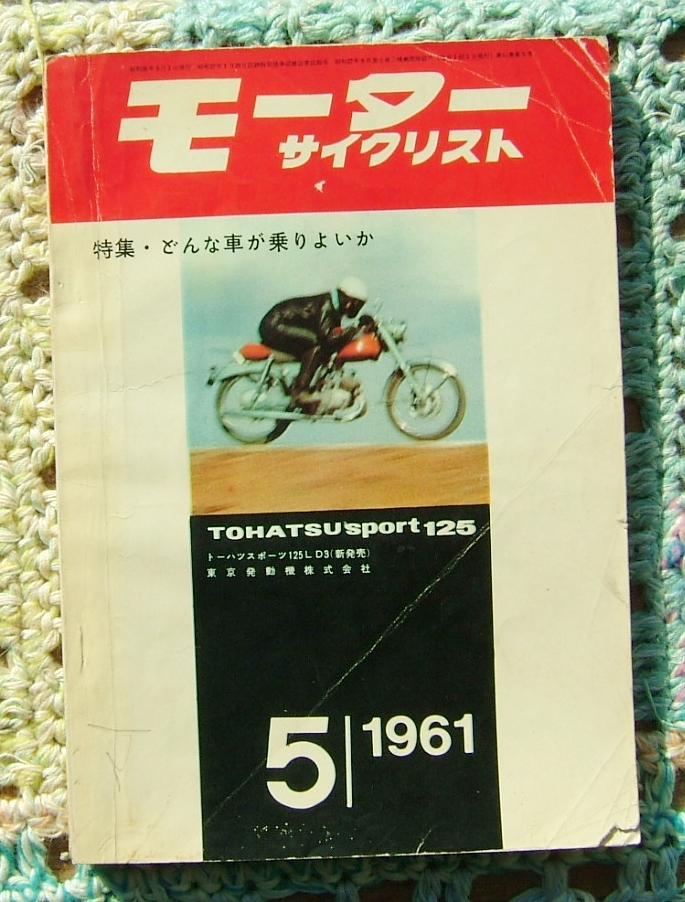 モーター
サイクリスト
特集・どんな車が乗りよいか
TOHATSU sport 125
トーハツスポーツ125LD3(新発売)
東京発動機株式会社
5|1961